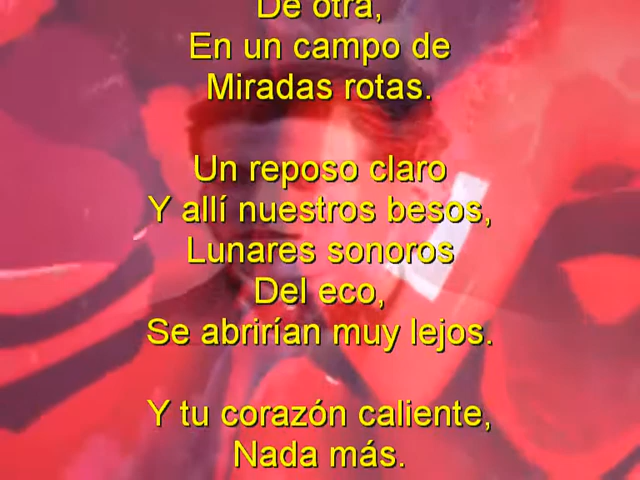 De otra,
En un campo de
Miradas rotas.
Un reposo claro
Y allí nuestros besos,
Lunares sonoros
Del eco,
Se abrirían muy lejos.
Y tu corazón caliente,
Nada más.